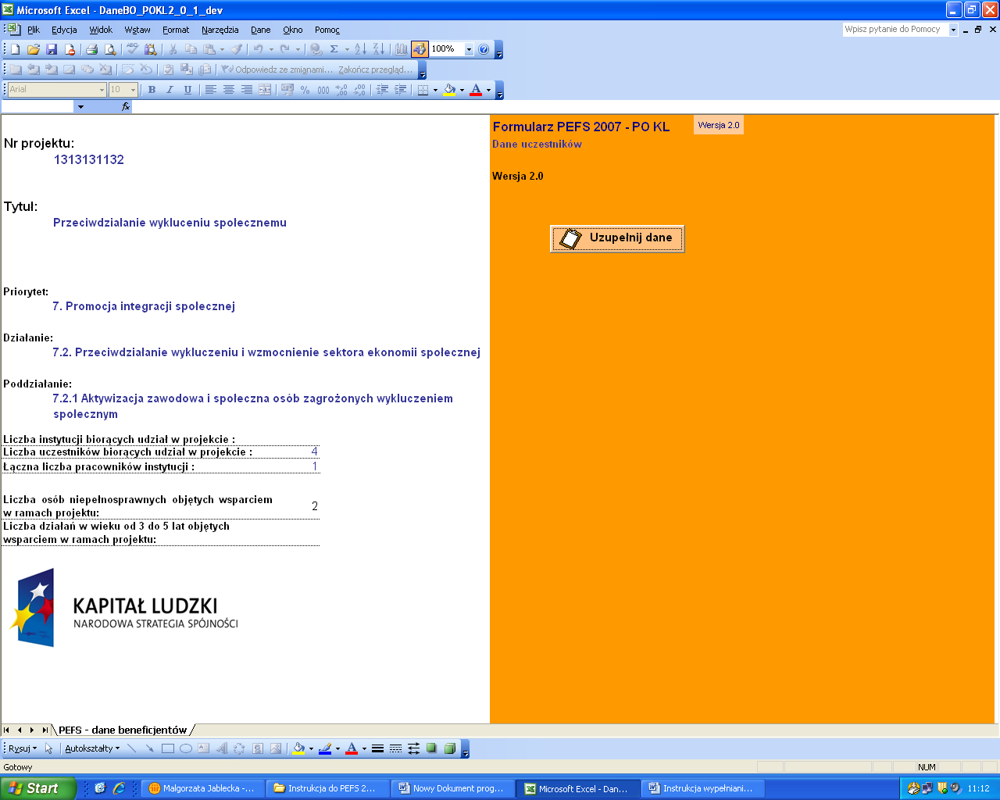 Microsoft Excel - DaneBO_POKL2_0_1_dev
Plik Edycja Widok Wstaw Format Narzędzia Dane Okno Pomoc
Wpisz pytanie do Pomocy
100%
Odpowiedz ze zmianami... Zakończ przegląd...
Arial 10 B I U
fx
Nr projektu:
1313131132
Tytuł:
Przeciwdzialanie wykluceniu spolecznemu
Priorytet:
7. Promocja integracji społecznej
Działanie:
7.2. Przeciwdziałanie wykluczeniu i wzmocnienie sektora ekonomii społecznej
Poddziałanie:
7.2.1 Aktywizacja zawodowa i społeczna osób zagrożonych wykluczeniem
społecznym
Liczba instytucji biorących udział w projekcie :
Liczba uczestników biorących udział w projekcie : 4
Łączna liczba pracowników instytucji : 1
Liczba osób niepełnosprawnych objętych wsparciem
w ramach projektu: 2
Liczba działań w wieku od 3 do 5 lat objętych
wsparciem w ramach projektu:
KAPITAŁ LUDZKI
NARODOWA STRATEGIA SPÓJNOŚCI
Formularz PEFS 2007 - PO KL
Wersja 2.0
Dane uczestników
Wersja 2.0
Uzupełnij dane
PEFS - dane beneficjentów
Rysuj Autokształty
Gotowy
NUM
Start
Malgorzata Jablecka -...
Instrukcja do PEFS 2...
Nowy Dokument prog...
Microsoft Excel - Dan...
Instrukcja wypełniani...
11:12